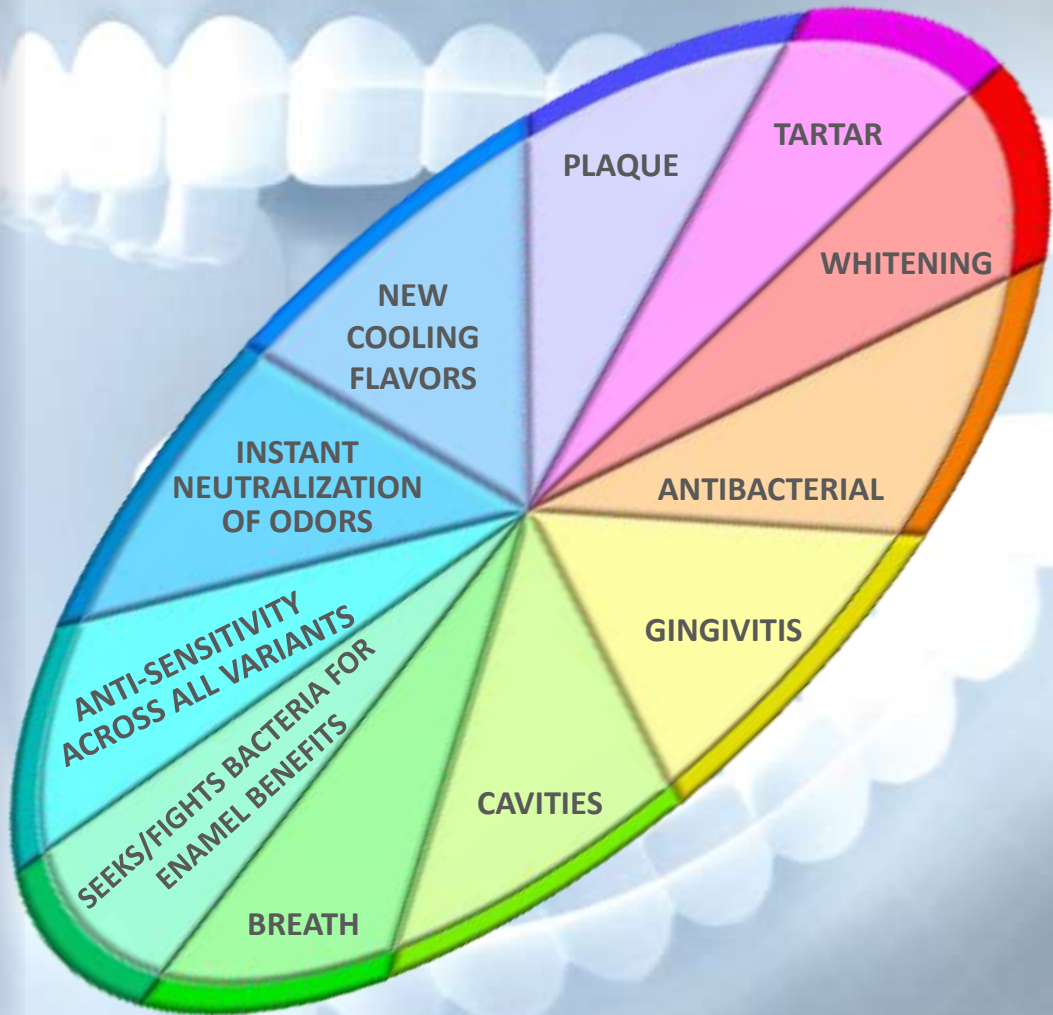 PLAQUE
TARTAR
WHITENING
ANTIBACTERIAL
GINGIVITIS
CAVITIES
BREATH
SEEKS/FIGHTS BACTERIA FOR
ENAMEL BENEFITS
ANTI-SENSITIVITY
ACROSS ALL VARIANTS
INSTANT
NEUTRALIZATION
OF ODORS
NEW
COOLING
FLAVORS